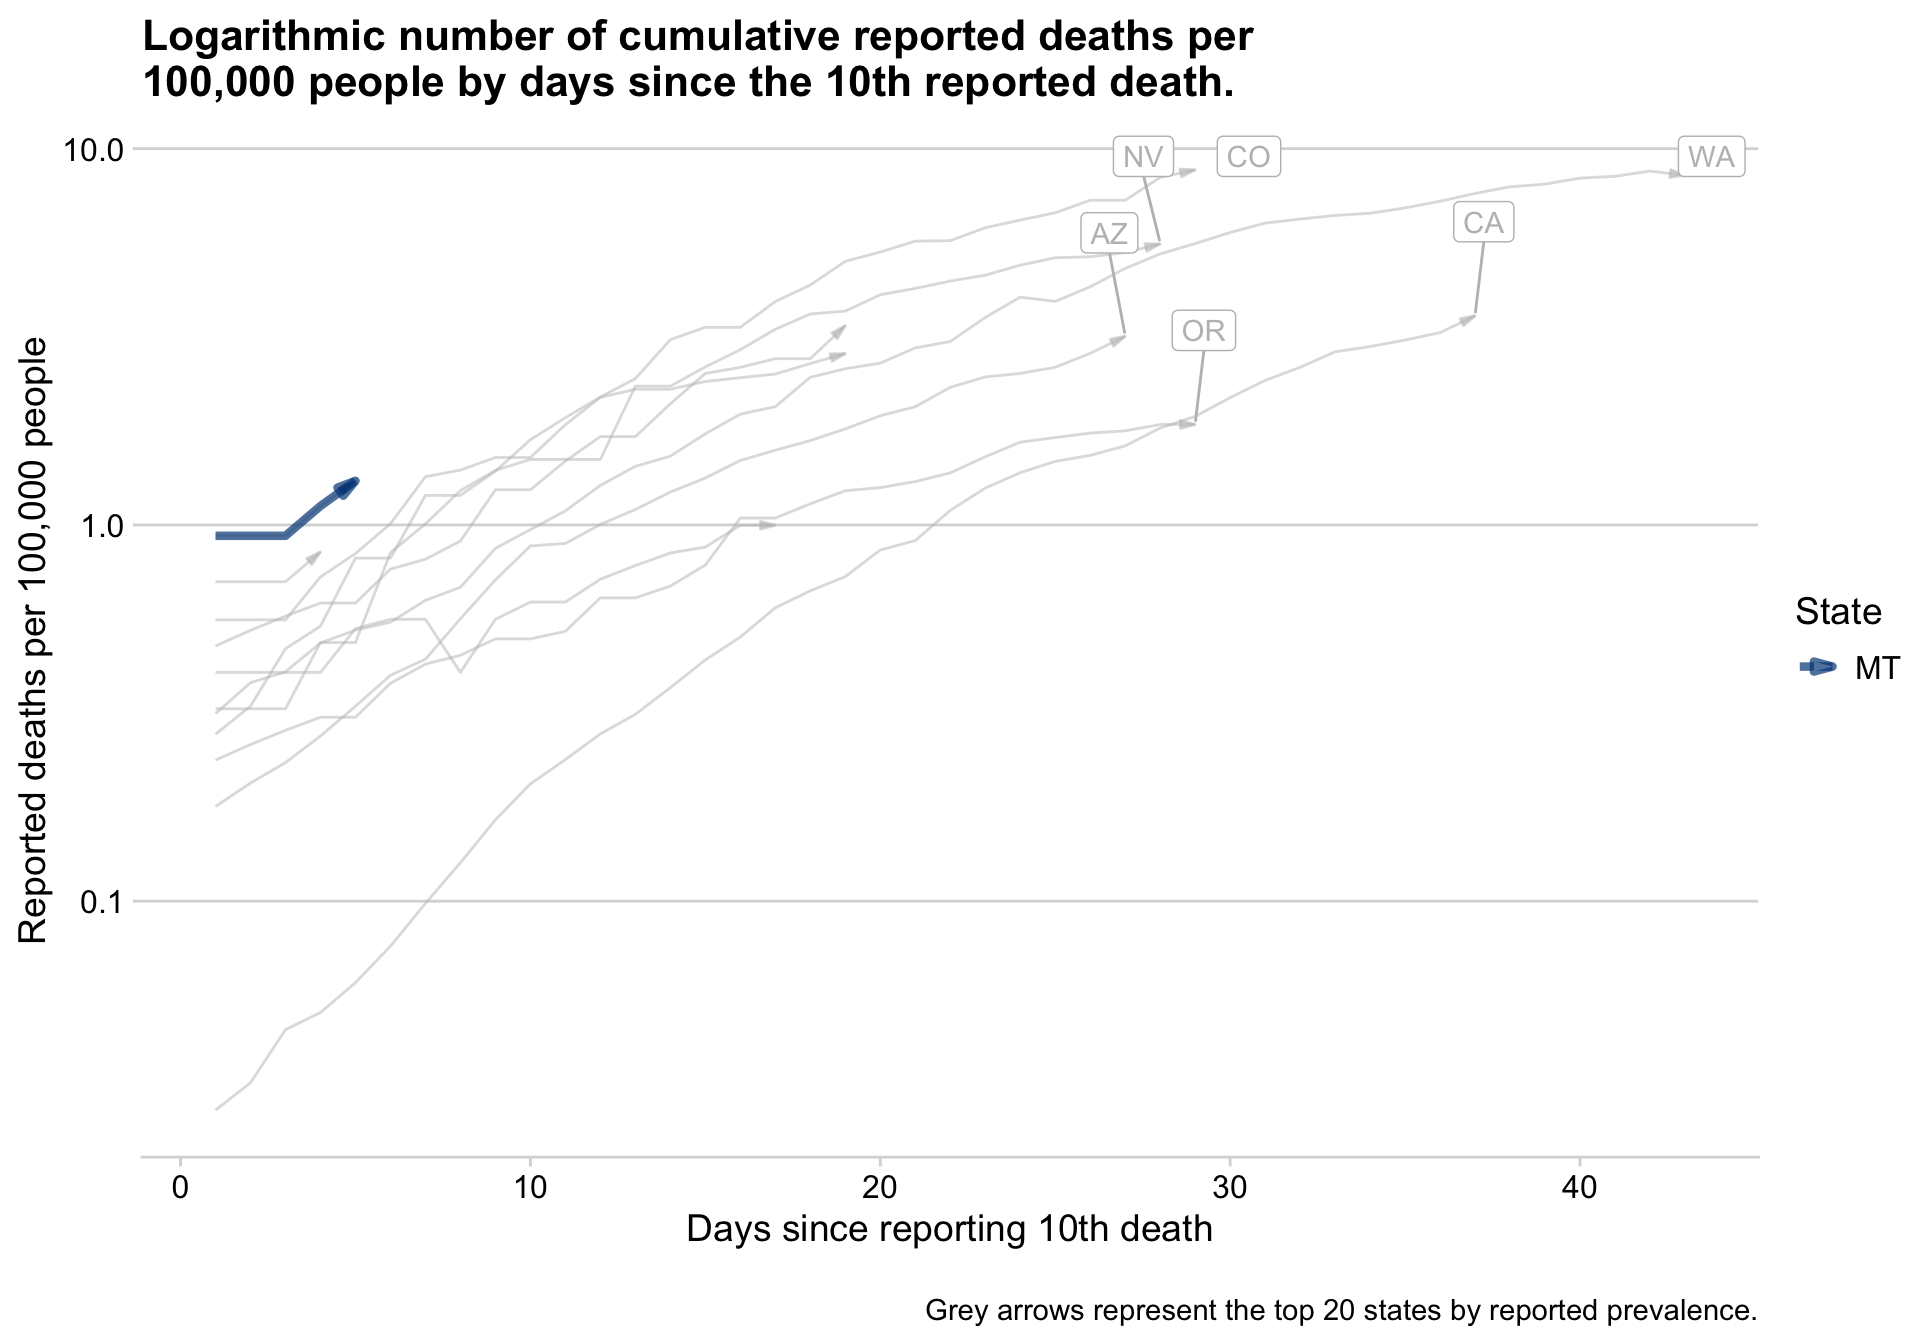 Logarithmic number of cumulative reported deaths per
100,000 people by days since the 10th reported death.
10.0
1.0
0.1
Reported deaths per 100,000 people
NV
CO
WA
AZ
CA
OR
State
MT
0
10
20
30
40
Days since reporting 10th death
Grey arrows represent the top 20 states by reported prevalence.